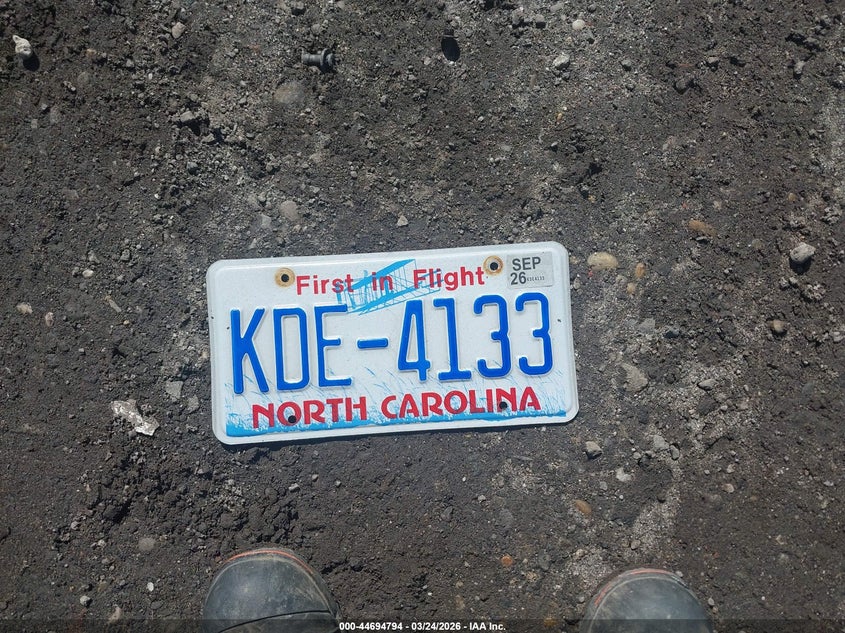 First in Flight
SEP
26
KDE-4133
NORTH CAROLINA
000-44694794 - 03/24/2026 - IAA Inc.